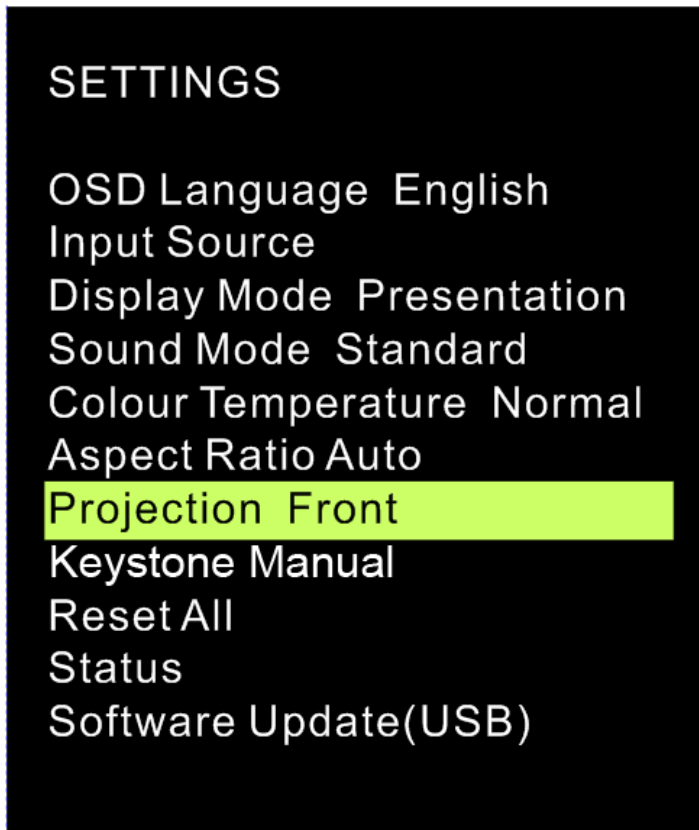 SETTINGS
OSD Language English
Input Source
Display Mode Presentation
Sound Mode Standard
Colour Temperature Normal
Aspect Ratio Auto
Projection Front
Keystone Manual
Reset All
Status
Software Update(USB)